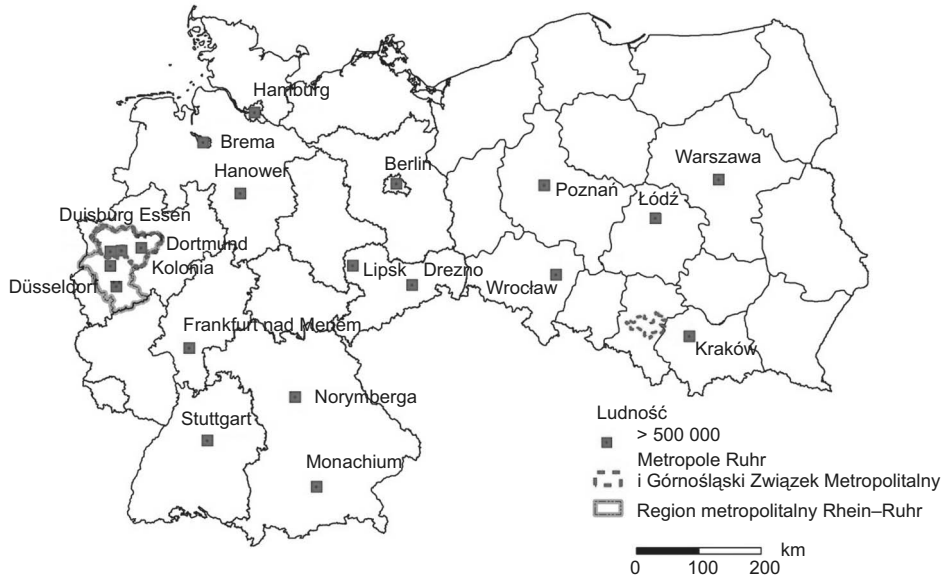 Hamburg
Brema
Hanower
Berlin
Warszawa
Poznań
Łódź
Duisburg Essen
Dortmund
Kolonia
Düsseldorf
Lipsk
Drezno
Wrocław
Frankfurt nad Menem
Kraków
Norymberga
Stuttgart
Monachium
Ludność
> 500 000
Metropole Ruhr
i Górnośląski Związek Metropolitalny
Region metropolitalny Rhein–Ruhr
km
0 100 200